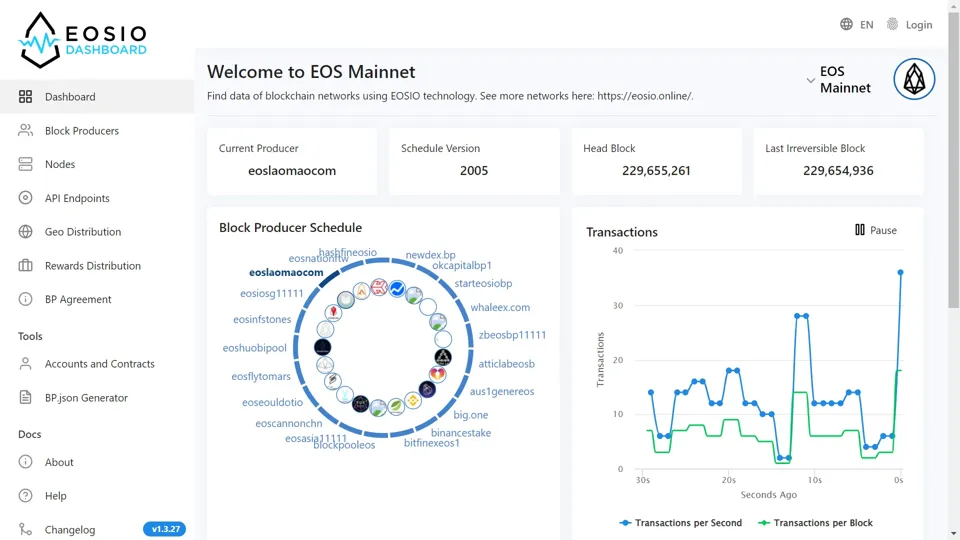 EOSIO
DASHBOARD
EN
Login
Dashboard
Block Producers
Nodes
API Endpoints
Geo Distribution
Rewards Distribution
BP Agreement
Tools
Accounts and Contracts
BP.json Generator
Docs
About
Help
Changelog
v1.3.27
Welcome to EOS Mainnet
Find data of blockchain networks using EOSIO technology. See more networks here: https://eosio.online/.
EOS
Mainnet
Current Producer
eoslaomaocom
Schedule Version
2005
Head Block
229,655,261
Last Irreversible Block
229,654,936
Block Producer Schedule
hashfineosio
newdex.bp
eosnationftw
okcapitalbp1
eoslaomaocom
starteosiobp
eosiosg11111
whaleex.com
eosinfstones
zbeosbp11111
eoshuobipool
atticlabeosb
eosflytomars
aus1genereos
eoseouldotio
big.one
eoscannonchn
binancestake
eosasia11111
bitfinexeos1
blockpooleos
Transactions
Pause
40
30
20
10
0
Transactions
30s
20s
10s
0s
Seconds Ago
Transactions per Second
Transactions per Block